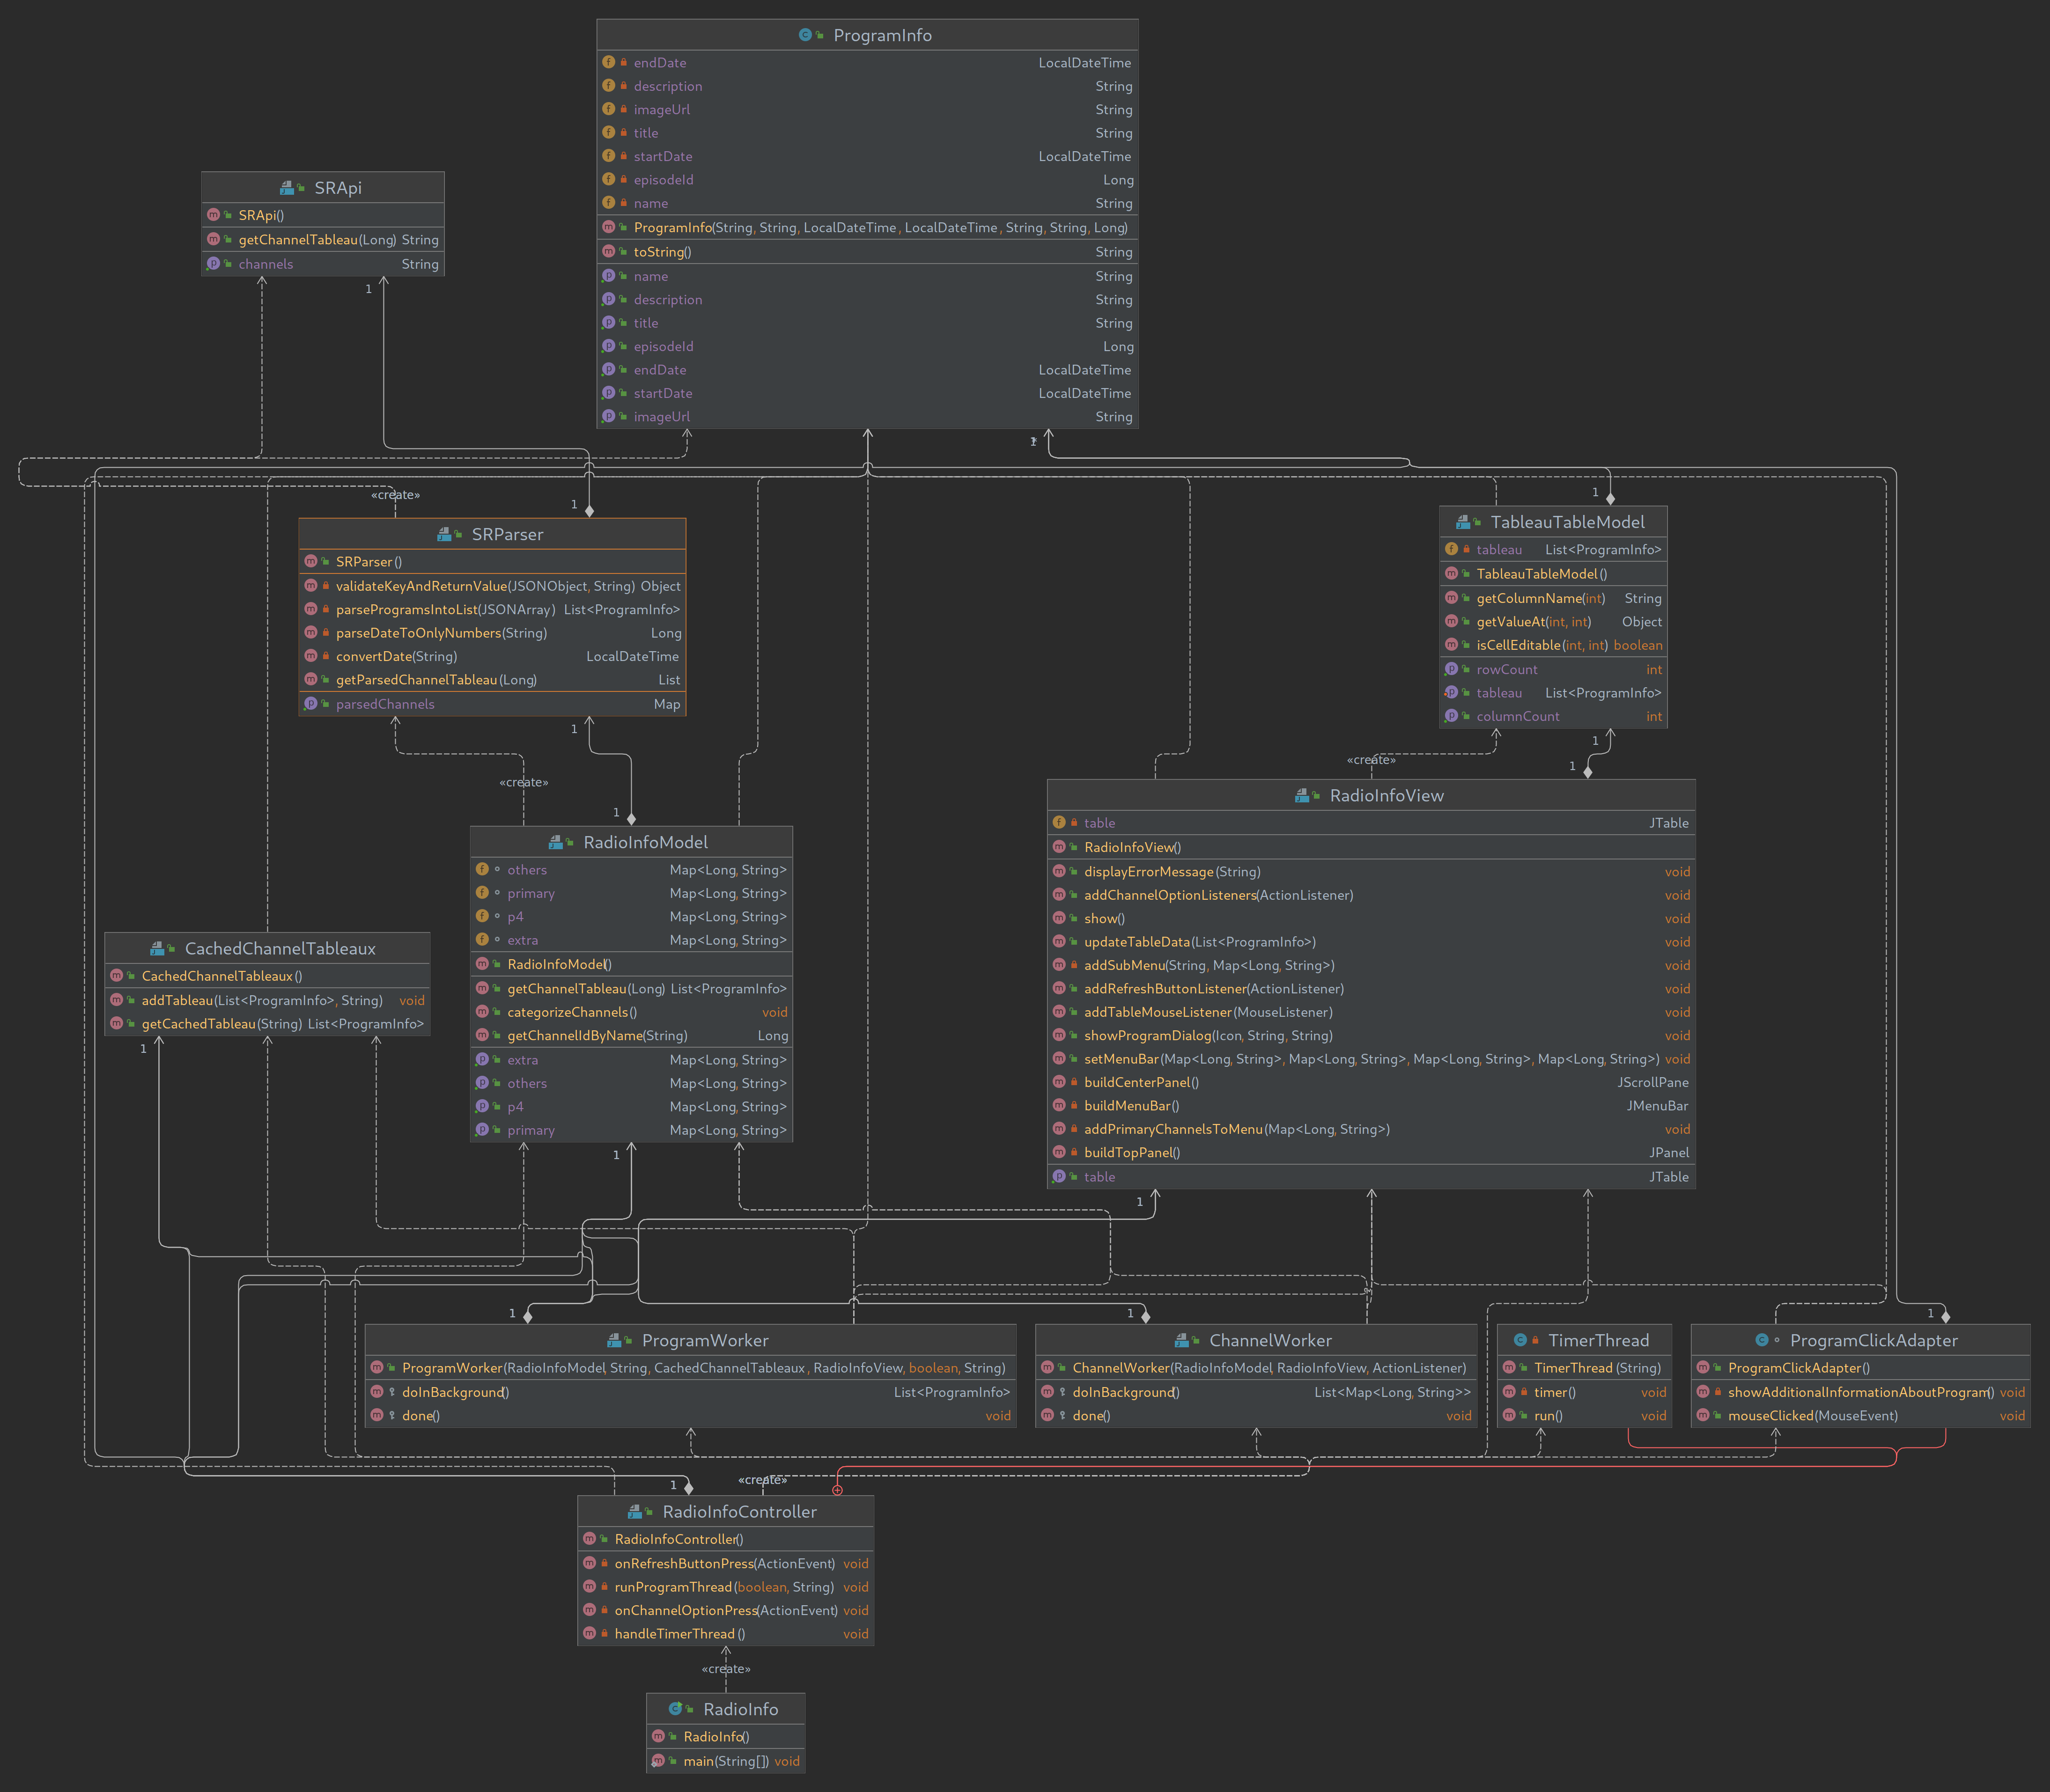 ProgramInfo
endDate LocalDateTime
description String
imageUrl String
title String
startDate LocalDateTime
episodeId Long
name String
ProgramInfo(String, String, LocalDateTime, LocalDateTime, String, String, Long)
toString() String
name String
description String
title String
episodeId Long
endDate LocalDateTime
startDate LocalDateTime
imageUrl String
SRApi
SRApi()
getChannelTableau(Long) String
channels String
1
1
«create»
1
1
SRParser
SRParser()
validateKeyAndReturnValue(JSONObject, String) Object
parseProgramsIntoList(JSONArray) List<ProgramInfo>
parseDateToOnlyNumbers(String) Long
convertDate(String) LocalDateTime
getParsedChannelTableau(Long) List
parsedChannels Map
TableauTableModel
tableau List<ProgramInfo>
TableauTableModel()
getColumnName(int) String
getValueAt(int, int) Object
isCellEditable(int, int) boolean
rowCount int
tableau List<ProgramInfo>
columnCount int
1
1
«create»
1
«create»
1
1
RadioInfoView
table JTable
RadioInfoView()
displayErrorMessage(String) void
addChannelOptionListeners(ActionListener) void
show() void
updateTableData(List<ProgramInfo>) void
addSubMenu(String, Map<Long, String>) void
addRefreshButtonListener(ActionListener) void
addTableMouseListener(MouseListener) void
showProgramDialog(Icon, String, String) void
setMenuBar(Map<Long, String>, Map<Long, String>, Map<Long, String>, Map<Long, String>) void
buildCenterPanel() JScrollPane
buildMenuBar() JMenuBar
addPrimaryChannelsToMenu(Map<Long, String>) void
buildTopPanel() JPanel
table JTable
RadioInfoModel
others Map<Long, String>
primary Map<Long, String>
p4 Map<Long, String>
extra Map<Long, String>
RadioInfoModel()
getChannelTableau(Long) List<ProgramInfo>
categorizeChannels() void
getChannelIdByName(String) Long
extra Map<Long, String>
others Map<Long, String>
p4 Map<Long, String>
primary Map<Long, String>
CachedChannelTableaux
CachedChannelTableaux()
addTableau(List<ProgramInfo>, String) void
getCachedTableau(String) List<ProgramInfo>
1
1
1
1
1
1
ProgramWorker
ProgramWorker(RadioInfoModel, String, CachedChannelTableaux, RadioInfoView, boolean, String)
doInBackground() List<ProgramInfo>
done() void
ChannelWorker
ChannelWorker(RadioInfoModel, RadioInfoView, ActionListener)
doInBackground() List<Map<Long, String>>
done() void
TimerThread
TimerThread(String)
timer() void
run() void
ProgramClickAdapter
ProgramClickAdapter()
showAdditionalInformationAboutProgram() void
mouseClicked(MouseEvent) void
1
«create»
RadioInfoController
RadioInfoController()
onRefreshButtonPress(ActionEvent) void
runProgramThread(boolean, String) void
onChannelOptionPress(ActionEvent) void
handleTimerThread() void
«create»
RadioInfo
RadioInfo()
main(String[]) void